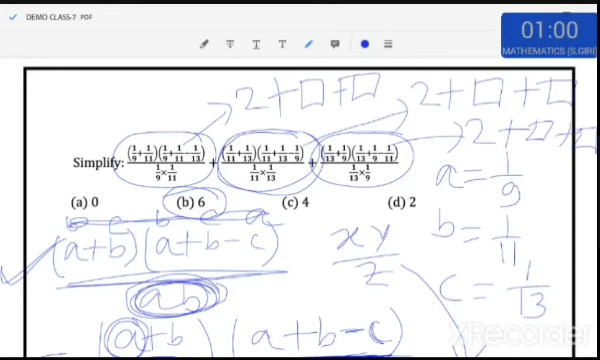 DEMO CLASS-7 PDF
01:00
MATHEMATICS (S.GIRI)
2+□+□ 2+□+□
2+□+□
Simplify: ((1/9+1/11)(1/9+1/11-1/13))/(1/9×1/11) + ((1/11+1/13)(1/11+1/13-1/9))/(1/11×1/13) + ((1/13+1/9)(1/13+1/9-1/11))/(1/13×1/9)
(a) 0 (b) 6 (c) 4 (d) 2
a=1/9
b c b c a
(a+b)(a+b-c)/ab
xy/z
b=1/11
c=1/13
= (a+b) (a+b-c)
XRecorder